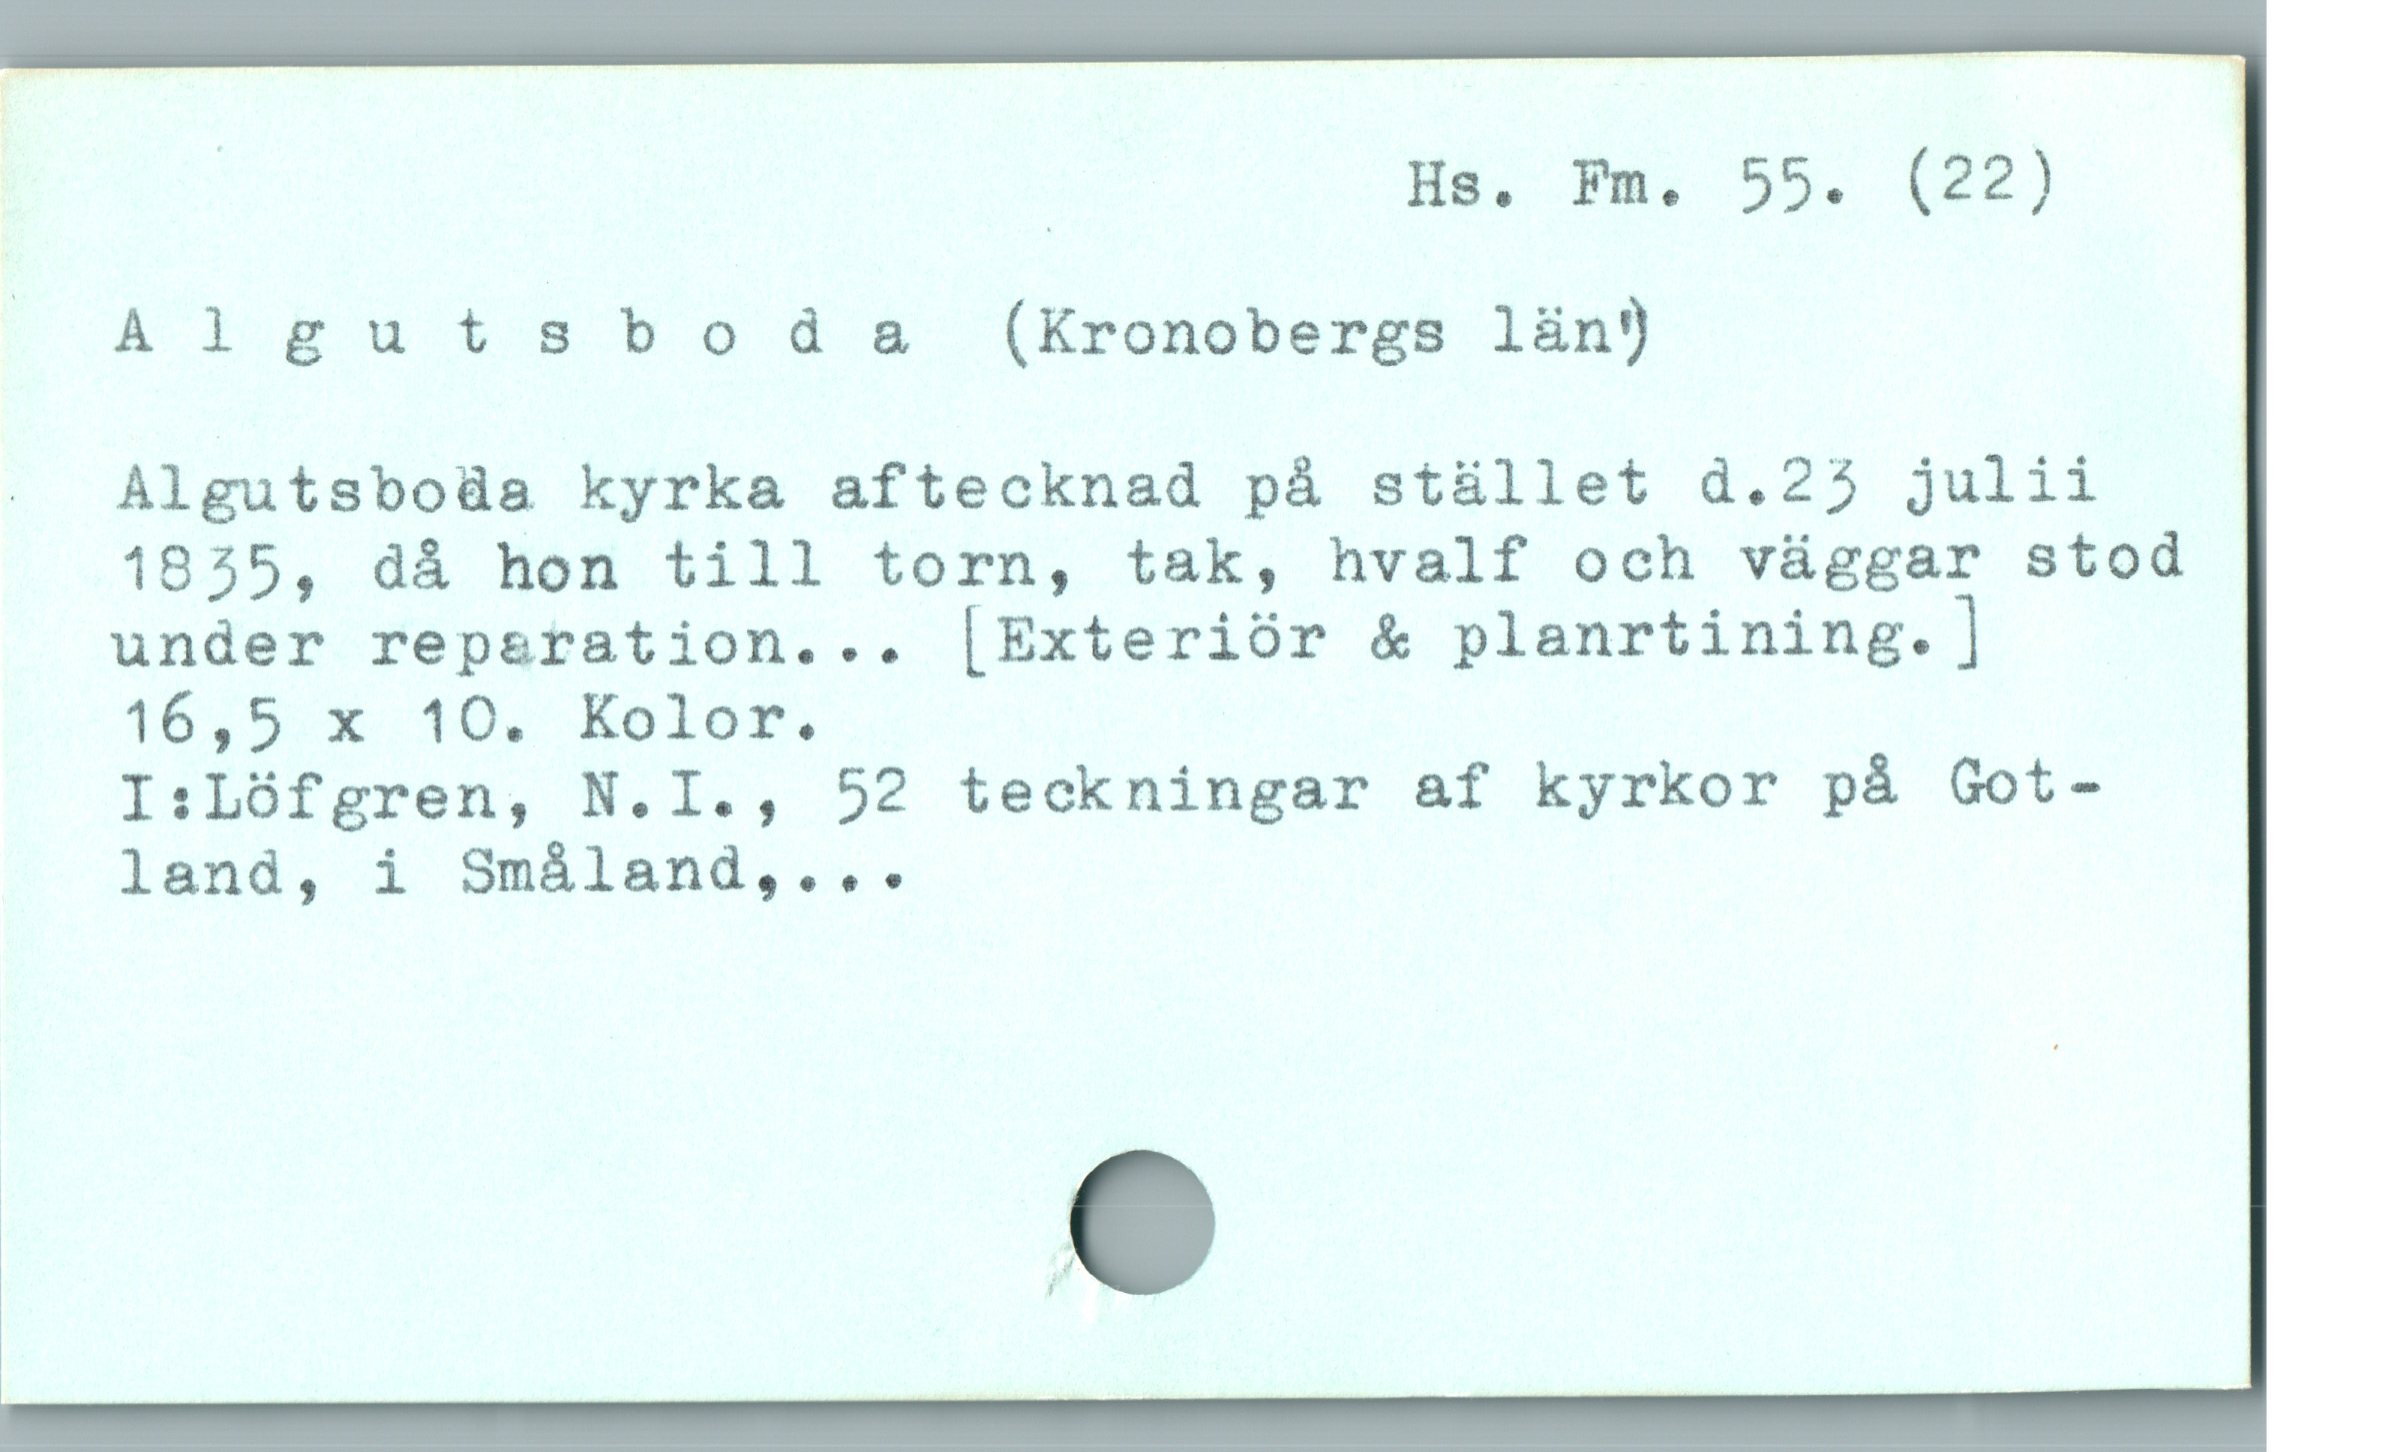 Hs. Fm. 55. (22)
A l g u t s b o d a (Kronobergs län)
Algutsboda kyrka aftecknad på stället d.23 julii
1835, då hon till torn, tak, hvalf och väggar stod
under reparation... [Exteriör & planrtining.]
16,5 x 10. Kolor.
I:Löfgren, N.I., 52 teckningar af kyrkor på Got-
land, i Småland,...